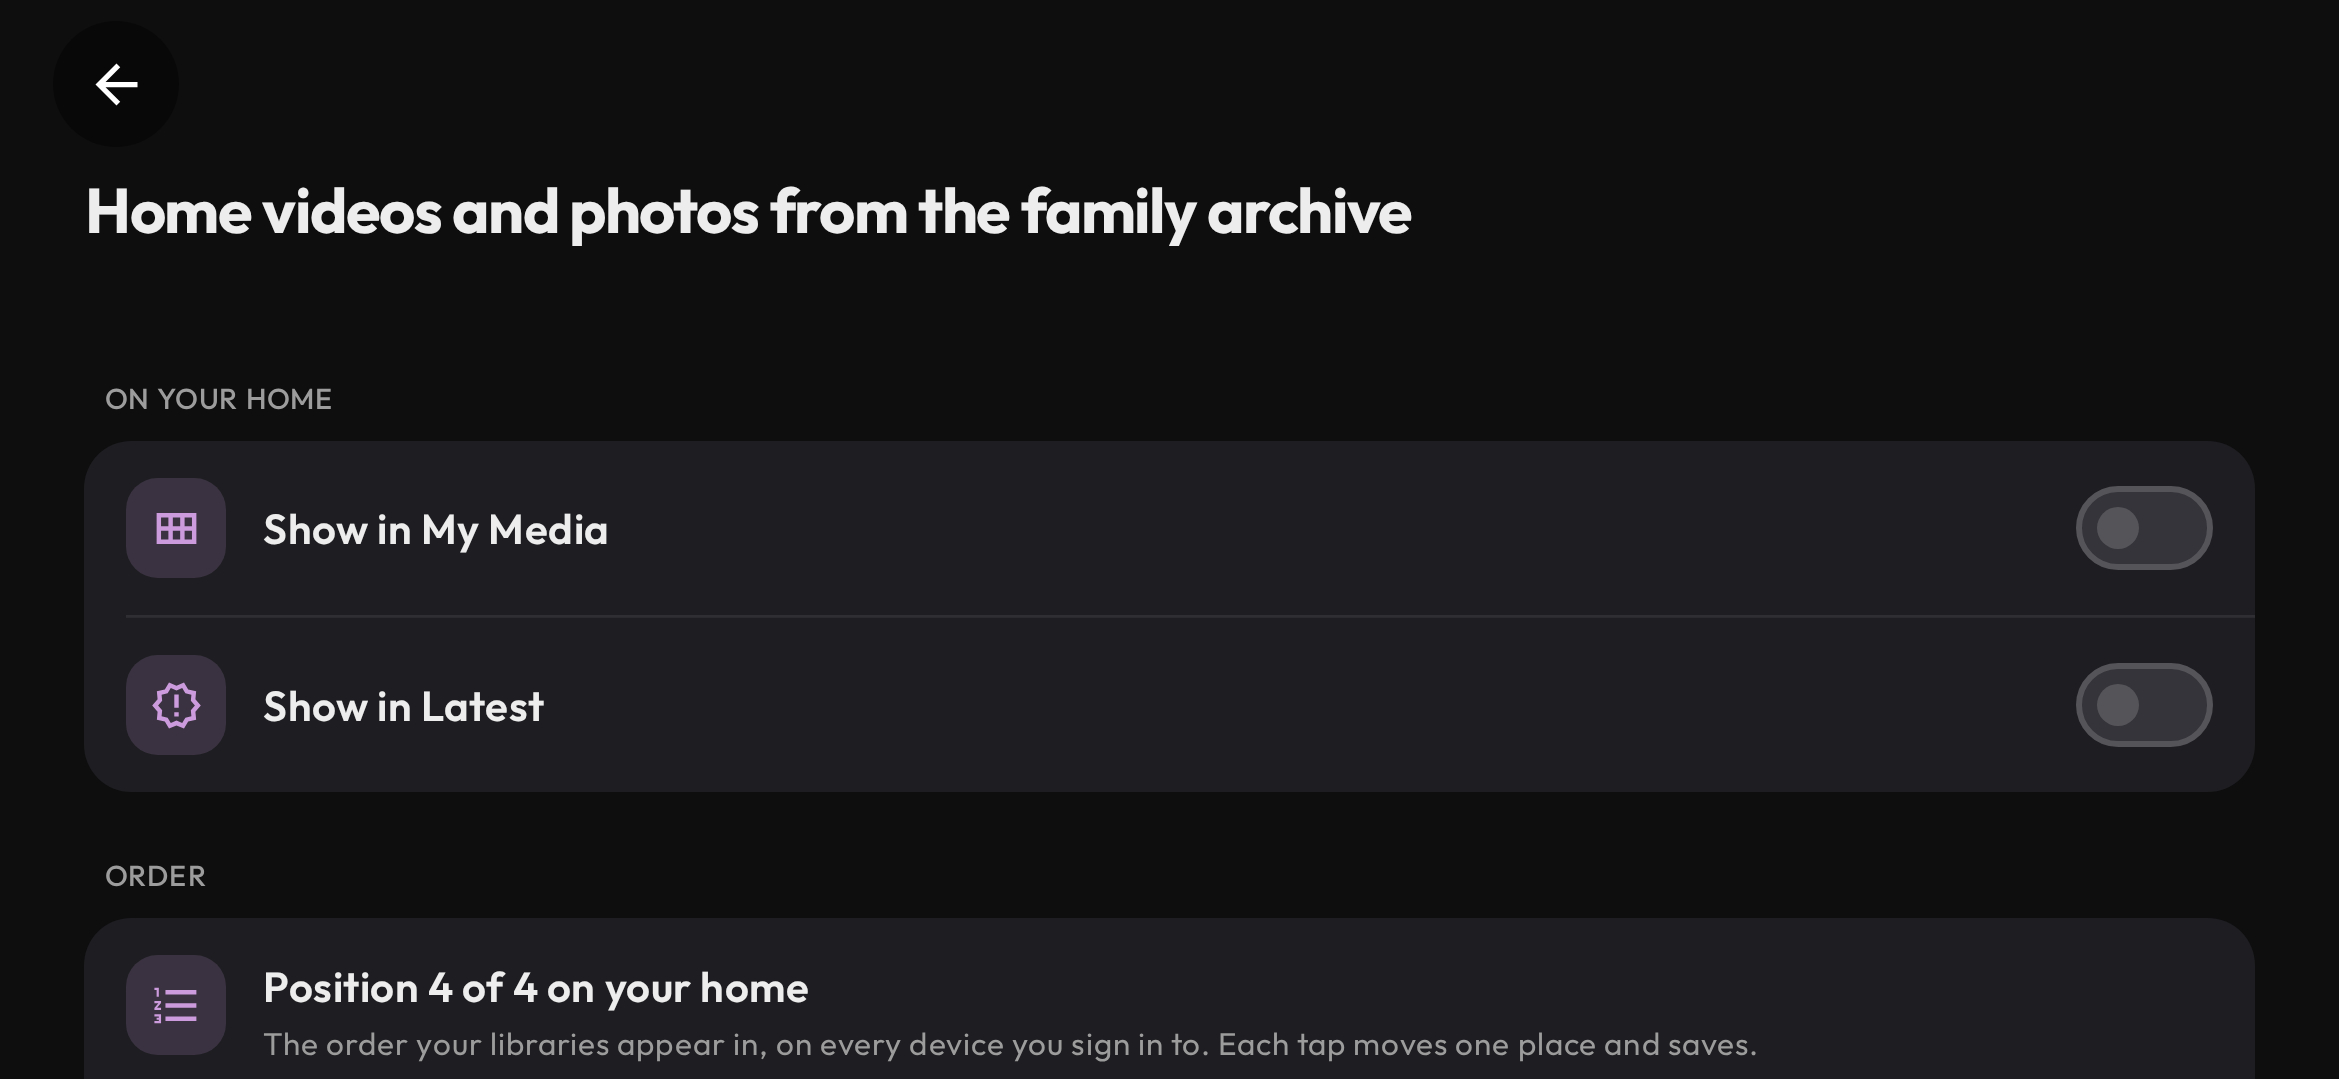 Home videos and photos from the family archive
ON YOUR HOME
Show in My Media
Show in Latest
ORDER
Position 4 of 4 on your home
The order your libraries appear in, on every device you sign in to. Each tap moves one place and saves.